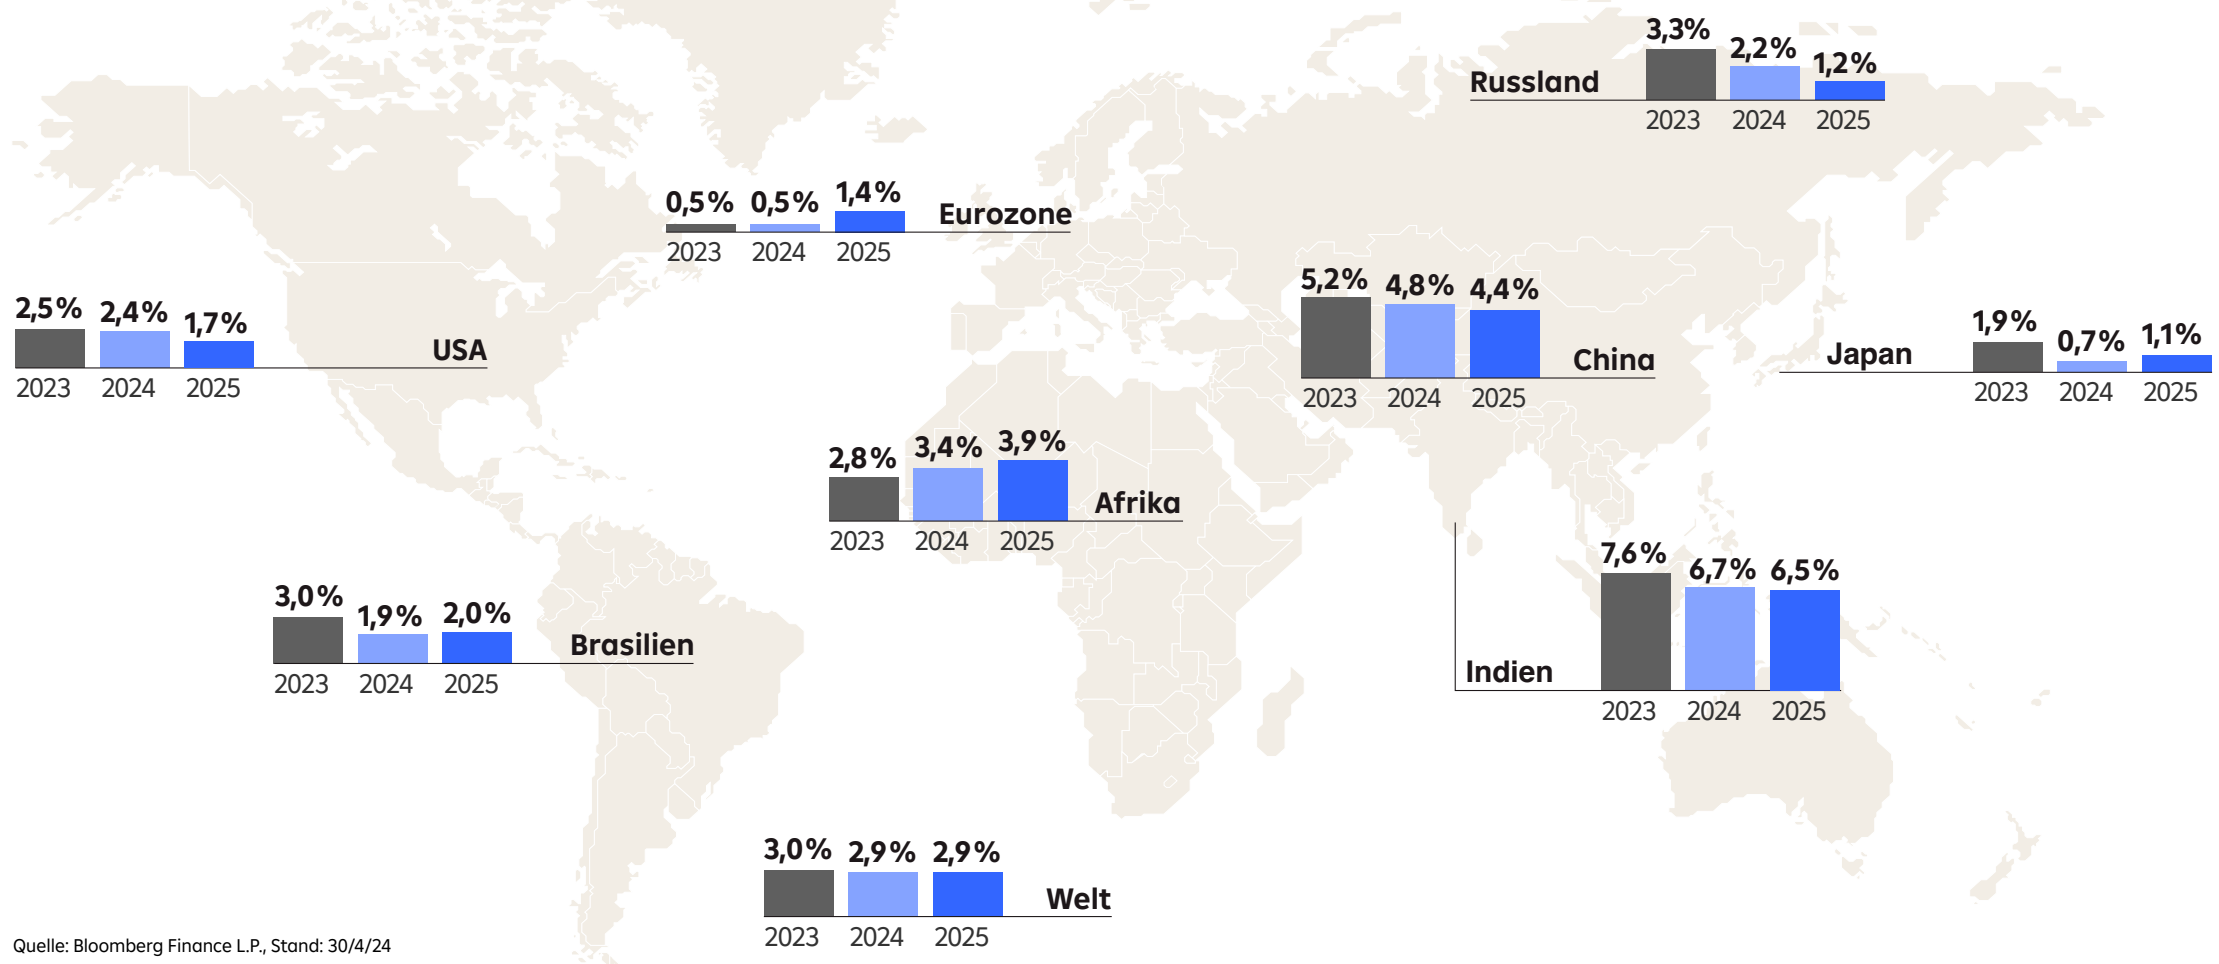 3,3% 2,2% 1,2%
Russland
2023 2024 2025
0,5% 0,5% 1,4%
Eurozone
2023 2024 2025
2,5% 2,4% 1,7%
USA
2023 2024 2025
5,2% 4,8% 4,4%
China
2023 2024 2025
1,9% 0,7% 1,1%
Japan
2023 2024 2025
2,8% 3,4% 3,9%
Afrika
2023 2024 2025
3,0% 1,9% 2,0%
Brasilien
2023 2024 2025
7,6% 6,7% 6,5%
Indien
2023 2024 2025
3,0% 2,9% 2,9%
Welt
2023 2024 2025
Quelle: Bloomberg Finance L.P., Stand: 30/4/24